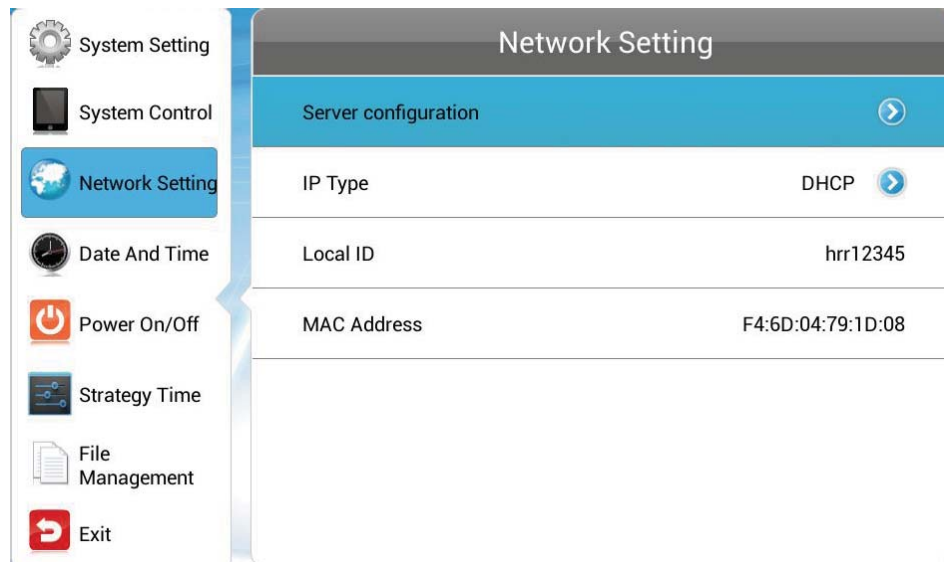 System Setting
System Control
Network Setting
Date And Time
Power On/Off
Strategy Time
File
Management
Exit
Network Setting
Server configuration
IP Type DHCP
Local ID hrr12345
MAC Address F4:6D:04:79:1D:08